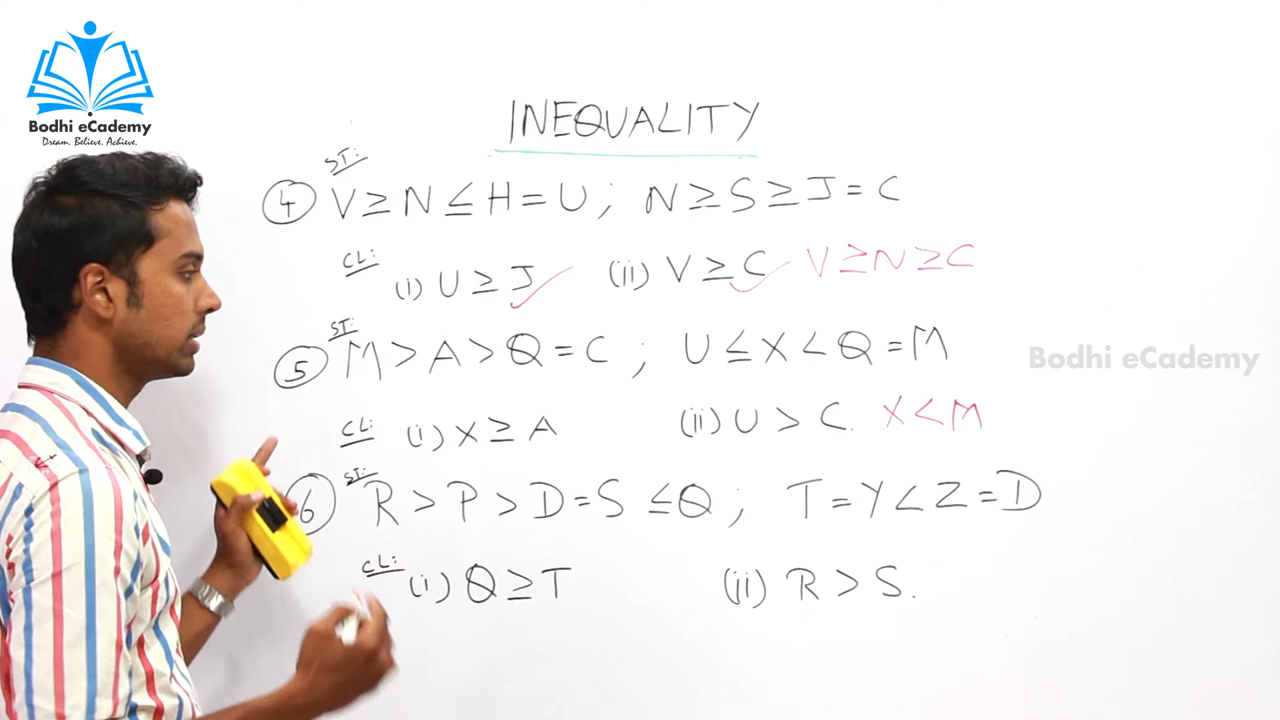 Bodhi eCademy
Dream. Believe. Achieve.
INEQUALITY
ST:
④ V ≥ N ≤ H = U ; N ≥ S ≥ J = C
CL: (i) U ≥ J ✓ (ii) V ≥ C ✓ V ≥ N ≥ C
ST:
⑤ M > A > Q = C ; U ≤ X < Q = M
Bodhi eCademy
CL: (i) X ≥ A (ii) U > C. X < M
ST:
⑥ R > P > D = S ≤ Q ; T = Y < Z = D
CL: (i) Q ≥ T (ii) R > S.